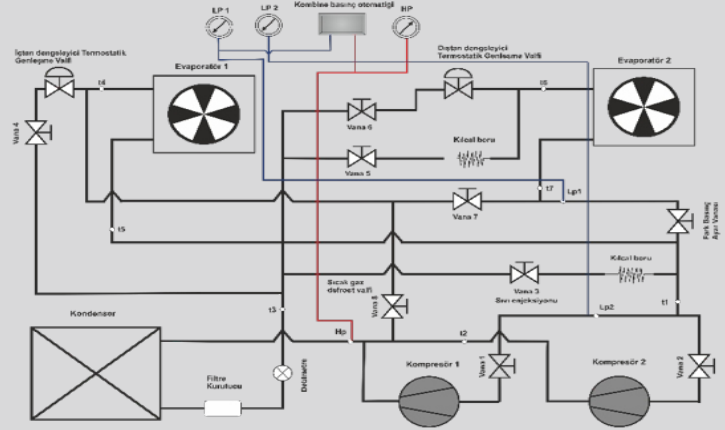 LP 1
LP 2
Kombine basınç otomatiği
HP
İçten dengeleyici Termostatik
Genleşme Valfi
Dıştan dengeleyici
Termostatik Genleşme Valfi
Evaporatör 1
Evaporatör 2
t4
t6
Vana 4
Vana 6
Kılcal boru
Vana 5
t7
Lp1
Vana 7
Fark Basınç
Ayar Vanası
t5
Kılcal boru
Sıcak gaz
defrost valfi
Vana 3
Sıvı enjeksiyonu
Vana 8
t3
Lp2
t1
Kondenser
Hp
t2
Kompresör 1
Vana 1
Kompresör 2
Vana 2
Filtre
Kurutucu